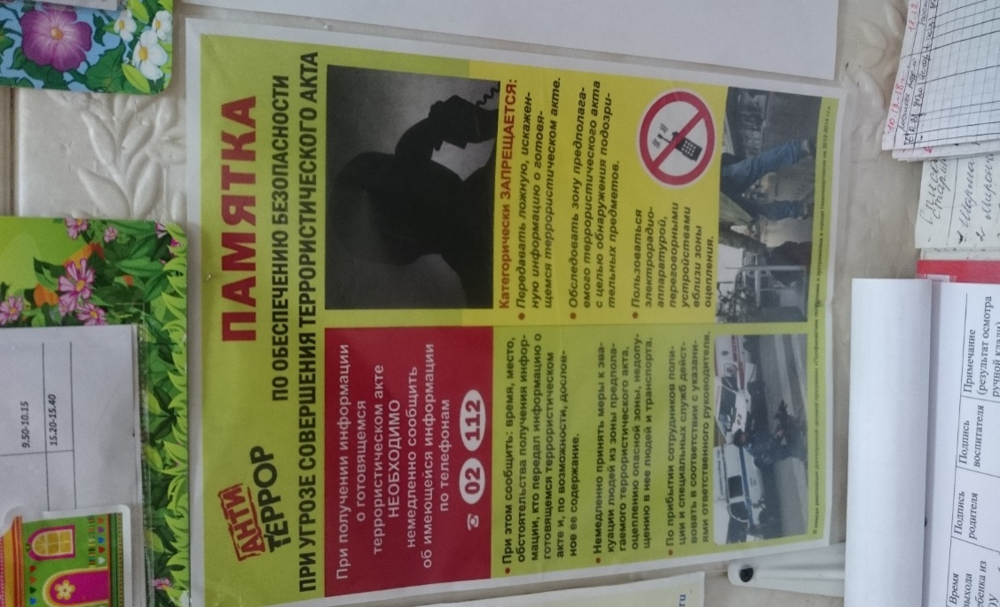 АНТИ
ТЕРРОР
ПАМЯТКА
ПО ОБЕСПЕЧЕНИЮ БЕЗОПАСНОСТИ
ПРИ УГРОЗЕ СОВЕРШЕНИЯ ТЕРРОРИСТИЧЕСКОГО АКТА
При получении информации
о готовящемся
террористическом акте
НЕОБХОДИМО
немедленно сообщить
об имеющейся информации
по телефонам
02 112
• При этом сообщить: время, место,
обстоятельства получения инфор-
мации, кто передал информацию о
готовящемся террористическом
акте и, по возможности, дослов-
ное ее содержание.
• Немедленно принять меры к эва-
куации людей из зоны предпола-
гаемого террористического акта,
оцеплению опасной зоны, недопу-
щению в нее людей и транспорта.
• По прибытии сотрудников поли-
ции и специальных служб дейст-
вовать в соответствии с указани-
ями ответственного руководителя.
Категорически ЗАПРЕЩАЕТСЯ:
• Передавать ложную, искажен-
ную информацию о готовя-
щемся террористическом акте.
• Обследовать зону предполага-
емого террористического акта
с целью обнаружения подозри-
тельных предметов.
• Пользоваться
электрорадио-
аппаратурой,
переговорными
устройствами
вблизи зоны
оцепления.
9.50-10.15
15.20-15.40
ru
Время
выхода
ребенка из
Подпись
родителя
Подпись
воспитателя
Примечание
(результат осмотра
ручной клади)